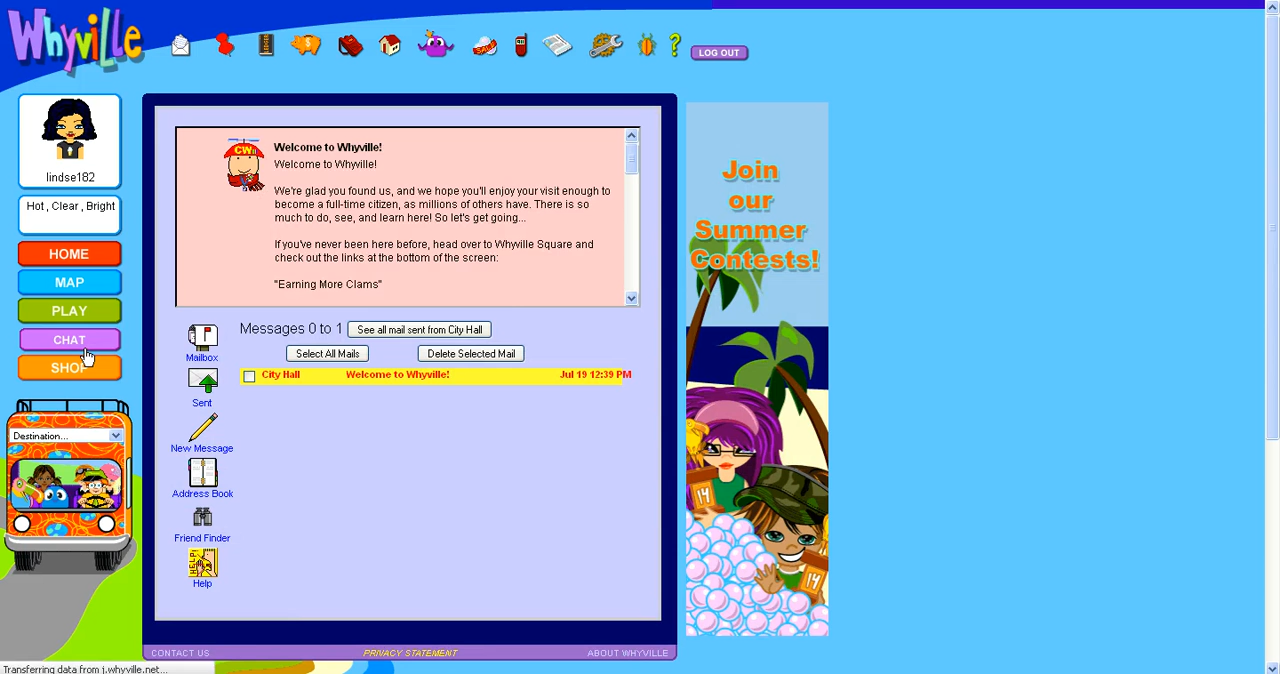 Whyville
LOG OUT
lindse182
Hot , Clear , Bright
HOME
MAP
PLAY
CHAT
SHOP
Destination...
Welcome to Whyville!
Welcome to Whyville!
We're glad you found us, and we hope you'll enjoy your visit enough to
become a full-time citizen, as millions of others have. There is so
much to do, see, and learn here! So let's get going...
If you've never been here before, head over to Whyville Square and
check out the links at the bottom of the screen:
"Earning More Clams"
Messages 0 to 1 See all mail sent from City Hall
Select All Mails Delete Selected Mail
City Hall Welcome to Whyville! Jul 19 12:39 PM
Mailbox
Sent
New Message
Address Book
Friend Finder
HELP!
Help
Join
our
Summer
Contests!
14
14
CONTACT US PRIVACY STATEMENT ABOUT WHYVILLE
Transferring data from j.whyville.net...